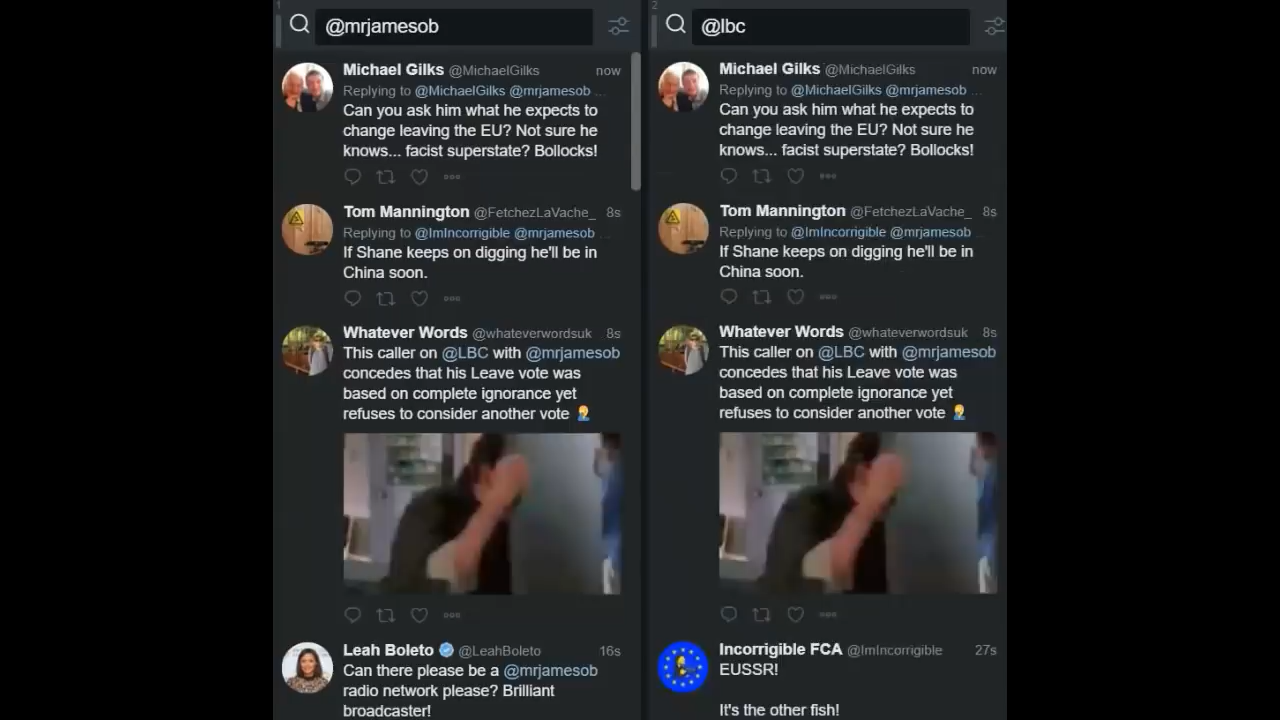 1
@mrjamesob
Michael Gilks @MichaelGilks now
Replying to @MichaelGilks @mrjamesob ...
Can you ask him what he expects to
change leaving the EU? Not sure he
knows... facist superstate? Bollocks!
Tom Mannington @FetchezLaVache_ 8s
Replying to @ImIncorrigible @mrjamesob ...
If Shane keeps on digging he'll be in
China soon.
Whatever Words @whateverwordsuk 8s
This caller on @LBC with @mrjamesob
concedes that his Leave vote was
based on complete ignorance yet
refuses to consider another vote 🤦
Leah Boleto @LeahBoleto 16s
Can there please be a @mrjamesob
radio network please? Brilliant
broadcaster!
2
@lbc
Michael Gilks @MichaelGilks now
Replying to @MichaelGilks @mrjamesob ...
Can you ask him what he expects to
change leaving the EU? Not sure he
knows... facist superstate? Bollocks!
Tom Mannington @FetchezLaVache_ 8s
Replying to @ImIncorrigible @mrjamesob ...
If Shane keeps on digging he'll be in
China soon.
Whatever Words @whateverwordsuk 8s
This caller on @LBC with @mrjamesob
concedes that his Leave vote was
based on complete ignorance yet
refuses to consider another vote 🤦
Incorrigible FCA @ImIncorrigible 27s
EUSSR!
It's the other fish!